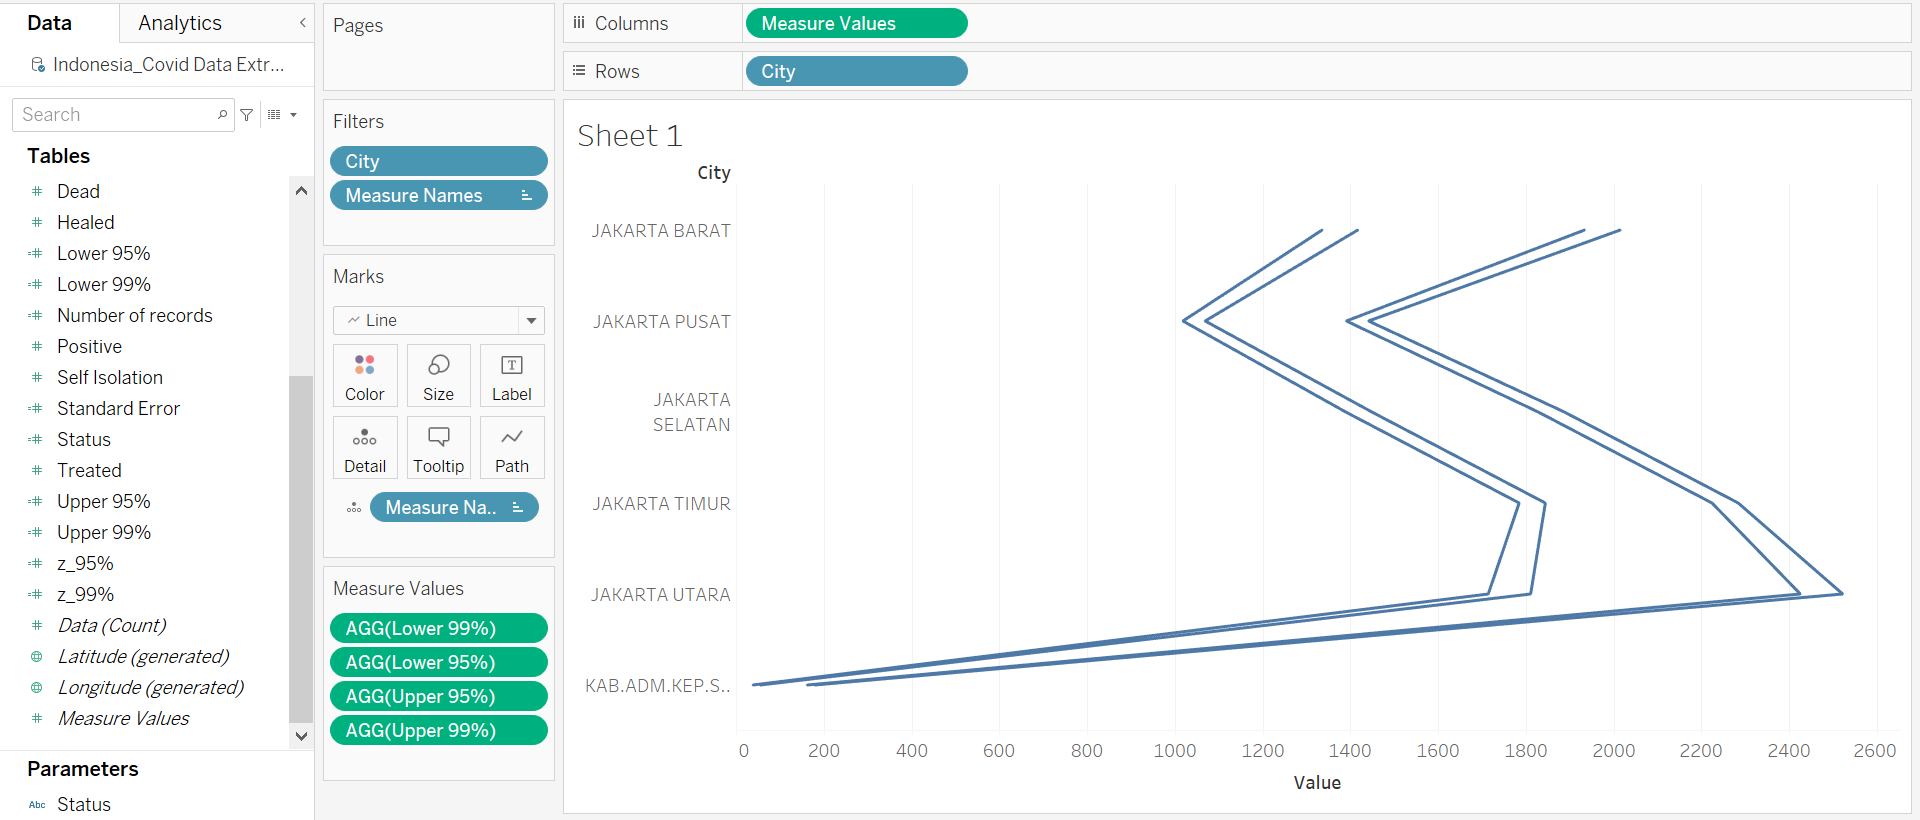 Data
Analytics
Indonesia_Covid Data Extr...
Search
Tables
Dead
Healed
Lower 95%
Lower 99%
Number of records
Positive
Self Isolation
Standard Error
Status
Treated
Upper 95%
Upper 99%
z_95%
z_99%
Data (Count)
Latitude (generated)
Longitude (generated)
Measure Values
Parameters
Abc Status
Pages
Filters
City
Measure Names
Marks
Line
Color Size Label
Detail Tooltip Path
Measure Na..
Measure Values
AGG(Lower 99%)
AGG(Lower 95%)
AGG(Upper 95%)
AGG(Upper 99%)
Columns Measure Values
Rows City
Sheet 1
City
JAKARTA BARAT
JAKARTA PUSAT
JAKARTA
SELATAN
JAKARTA TIMUR
JAKARTA UTARA
KAB.ADM.KEP.S..
0 200 400 600 800 1000 1200 1400 1600 1800 2000 2200 2400 2600
Value